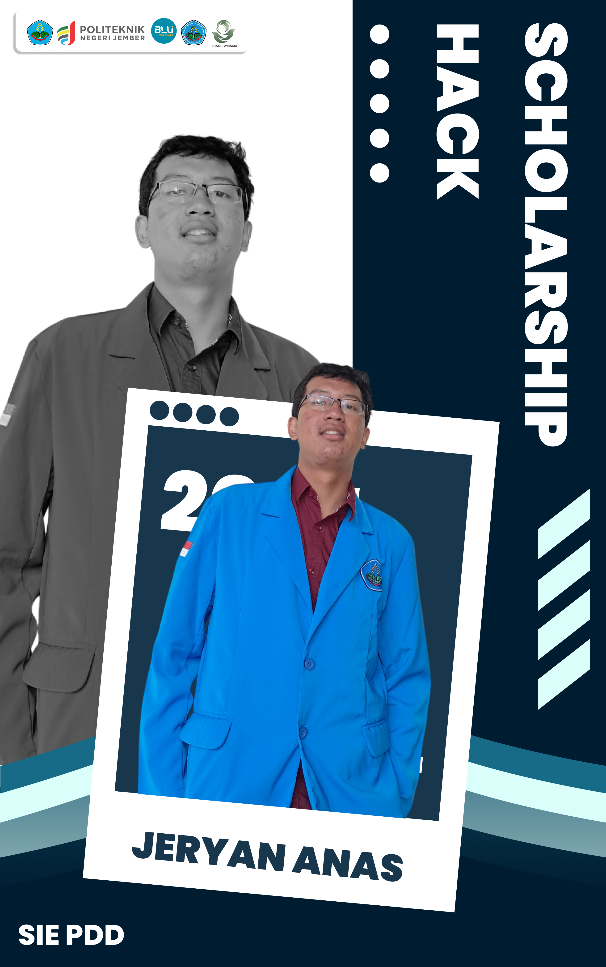 POLITEKNIK
NEGERI JEMBER
BLU
SCHOLARSHIP
HACK
JERYAN ANAS
SIE PDD